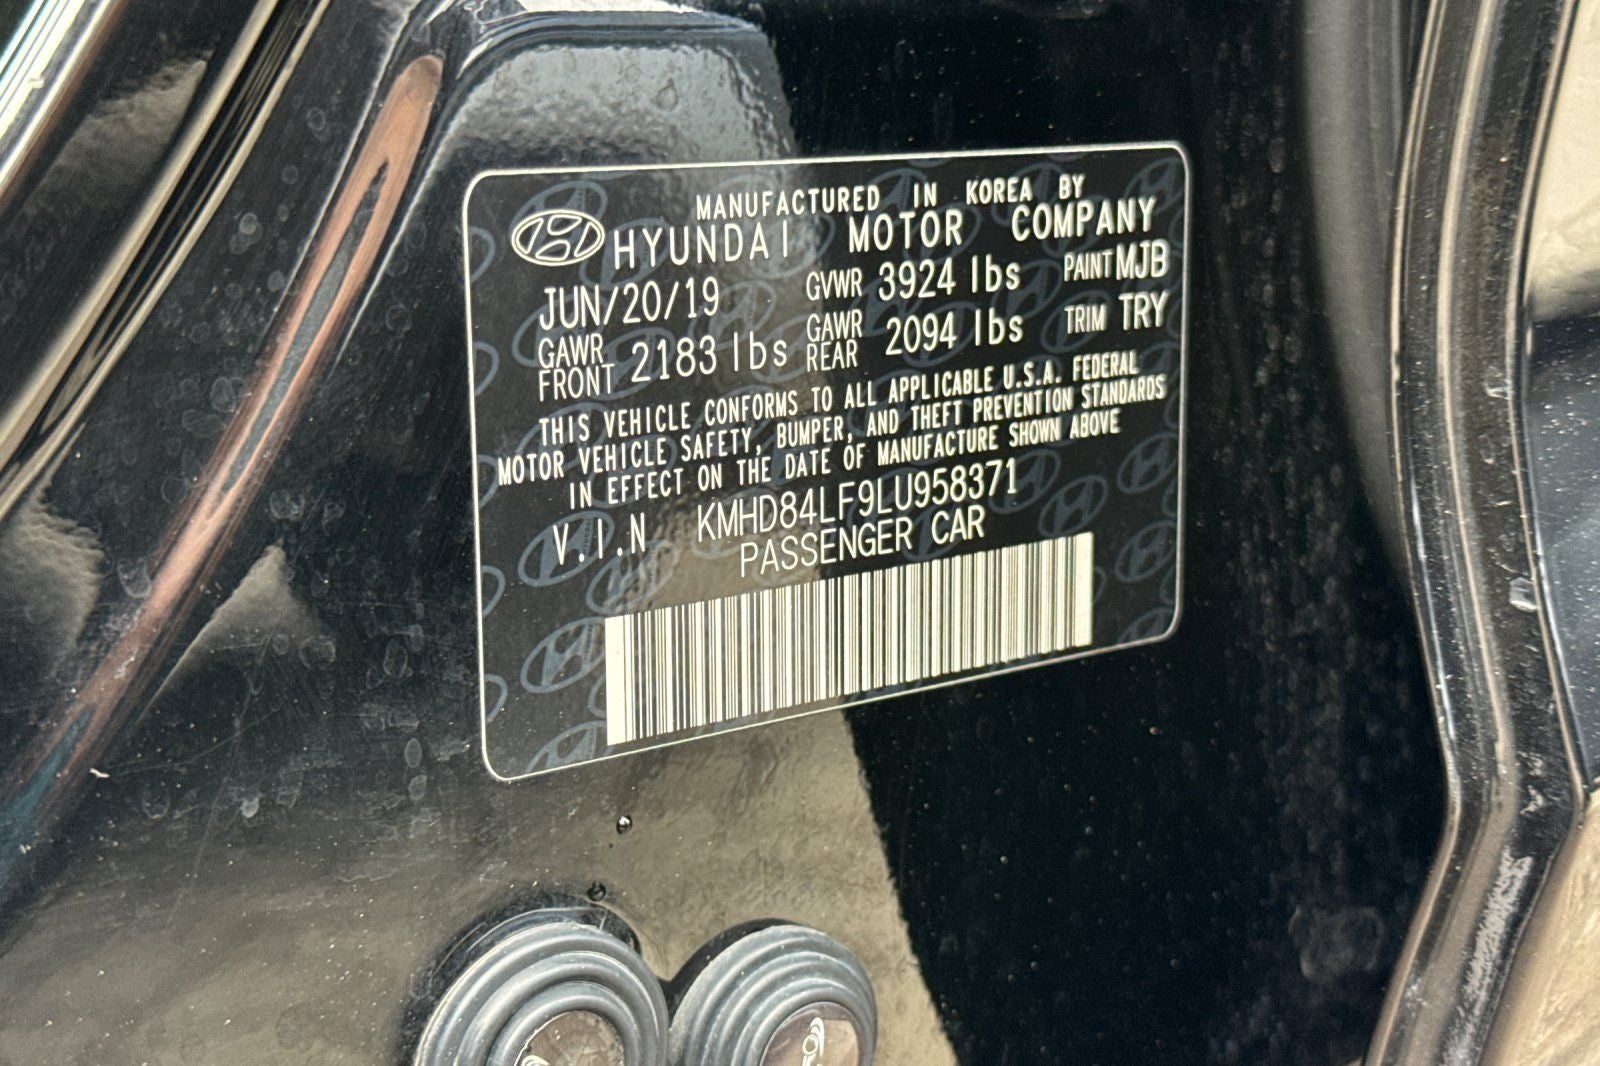 MANUFACTURED IN KOREA BY
HYUNDAI MOTOR COMPANY
JUN/20/19 GVWR 3924 lbs PAINT MJB
GAWR FRONT 2183 lbs GAWR REAR 2094 lbs TRIM TRY
THIS VEHICLE CONFORMS TO ALL APPLICABLE U.S.A. FEDERAL
MOTOR VEHICLE SAFETY, BUMPER, AND THEFT PREVENTION STANDARDS
IN EFFECT ON THE DATE OF MANUFACTURE SHOWN ABOVE
V.I.N KMHD84LF9LU958371
PASSENGER CAR